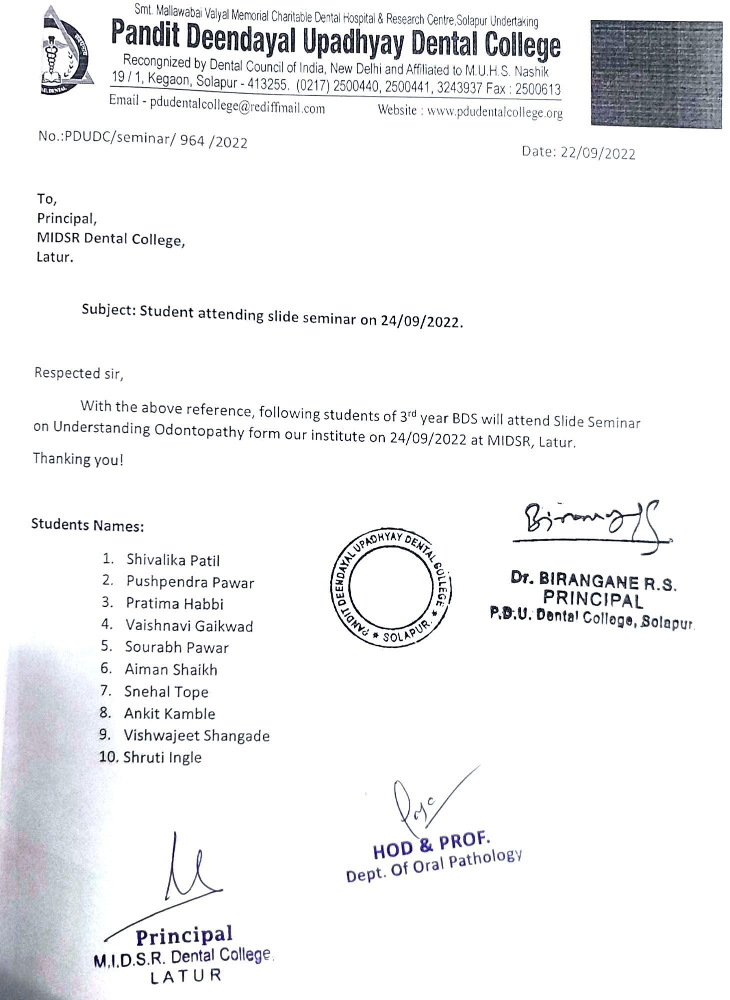 Smt. Mallawabai Valyal Memorial Charitable Dental Hospital & Research Centre,Solapur Undertaking
Pandit Deendayal Upadhyay Dental College
Recongnized by Dental Council of India, New Delhi and Affiliated to M.U.H.S. Nashik
19 / 1, Kegaon, Solapur - 413255. (0217) 2500440, 2500441, 3243937 Fax : 2500613
Email - pdudentalcollege@rediffmail.com Website : www.pdudentalcollege.org
No.:PDUDC/seminar/ 964 /2022
Date: 22/09/2022
To,
Principal,
MIDSR Dental College,
Latur.
Subject: Student attending slide seminar on 24/09/2022.
Respected sir,
With the above reference, following students of 3rd year BDS will attend Slide Seminar
on Understanding Odontopathy form our institute on 24/09/2022 at MIDSR, Latur.
Thanking you!
Students Names:
1. Shivalika Patil
2. Pushpendra Pawar
3. Pratima Habbi
4. Vaishnavi Gaikwad
5. Sourabh Pawar
6. Aiman Shaikh
7. Snehal Tope
8. Ankit Kamble
9. Vishwajeet Shangade
10. Shruti Ingle
PANDIT DEENDAYAL UPADHYAY DENTAL COLLEGE
SOLAPUR.
Dr. BIRANGANE R.S.
PRINCIPAL
P.D.U. Dental College, Solapur.
HOD & PROF.
Dept. Of Oral Pathology
Principal
M.I.D.S.R. Dental College.
LATUR